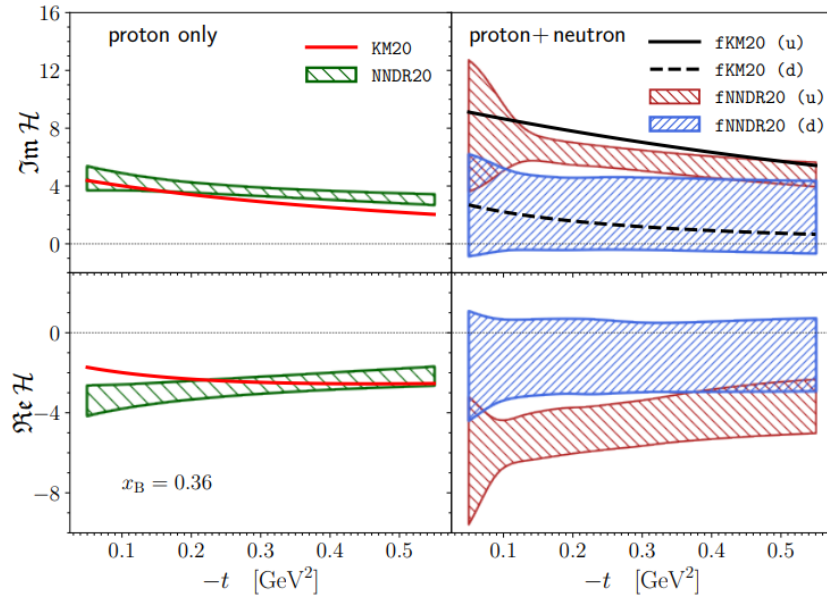 proton only
KM20
NNDR20
proton+neutron
fKM20 (u)
fKM20 (d)
fNNDR20 (u)
fNNDR20 (d)
16
12
8
4
0
ℑm ℋ
0
−4
−8
ℜe ℋ
x_B = 0.36
0.1 0.2 0.3 0.4 0.5
0.1 0.2 0.3 0.4 0.5
−t [GeV²]
−t [GeV²]